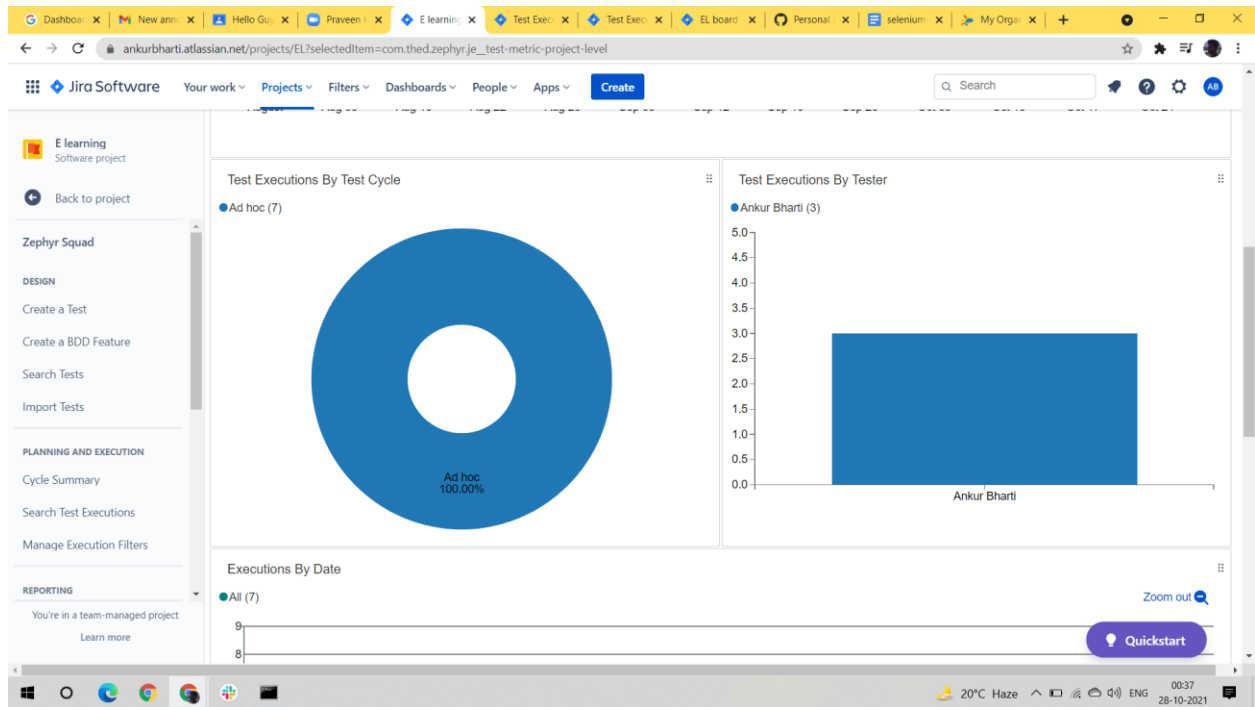 Dashboar
New anno
Hello Guy
Praveen k
E learning
Test Exec
Test Exec
EL board
Personal
selenium
My Organ
ankurbharti.atlassian.net/projects/EL?selectedItem=com.thed.zephyr.je__test-metric-project-level
Jira Software
Your work
Projects
Filters
Dashboards
People
Apps
Create
Search
AB
E learning
Software project
Back to project
Zephyr Squad
DESIGN
Create a Test
Create a BDD Feature
Search Tests
Import Tests
PLANNING AND EXECUTION
Cycle Summary
Search Test Executions
Manage Execution Filters
REPORTING
You're in a team-managed project
Learn more
Test Executions By Test Cycle
Ad hoc (7)
Ad hoc
100.00%
Test Executions By Tester
Ankur Bharti (3)
5.0
4.5
4.0
3.5
3.0
2.5
2.0
1.5
1.0
0.5
0.0
Ankur Bharti
Executions By Date
All (7)
Zoom out
9
8
Quickstart
20°C Haze
ENG
00:37
28-10-2021